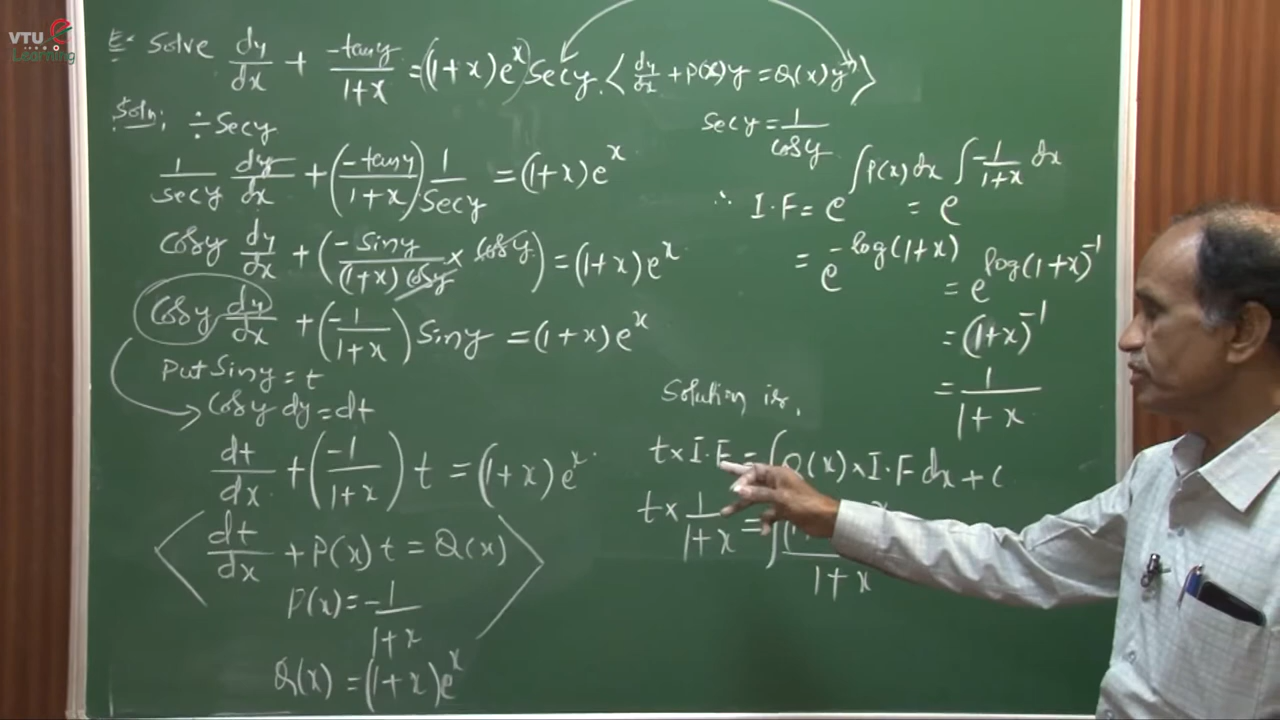 VTU e Learning
Ex Solve dy/dx + -tany/1+x = (1+x)e^x Secy. < dy/dx + P(x)y = Q(x)y^n >
Soln: ÷ Secy
1/secy dy/dx + (-tany/1+x) 1/Secy = (1+x)e^x
Cosy dy/dx + (-Siny/(1+x)Cosy × Cosy) = (1+x)e^x
Cosy dy/dx + (-1/1+x) Siny = (1+x)e^x
Put Siny = t
Cosy dy = dt
dt/dx + (-1/1+x) t = (1+x)e^x.
< dt/dx + P(x)t = Q(x) >
P(x) = -1/1+x
Q(x) = (1+x)e^x
Secy = 1/Cosy
∴ I.F = e^∫P(x)dx = e^∫-1/1+x dx
= e^-log(1+x)
= e^log(1+x)^-1
= (1+x)^-1
= 1/1+x
Solution is,
t × I.F = ∫Q(x) × I.F dx + C
t × 1/1+x = ∫ 1+x